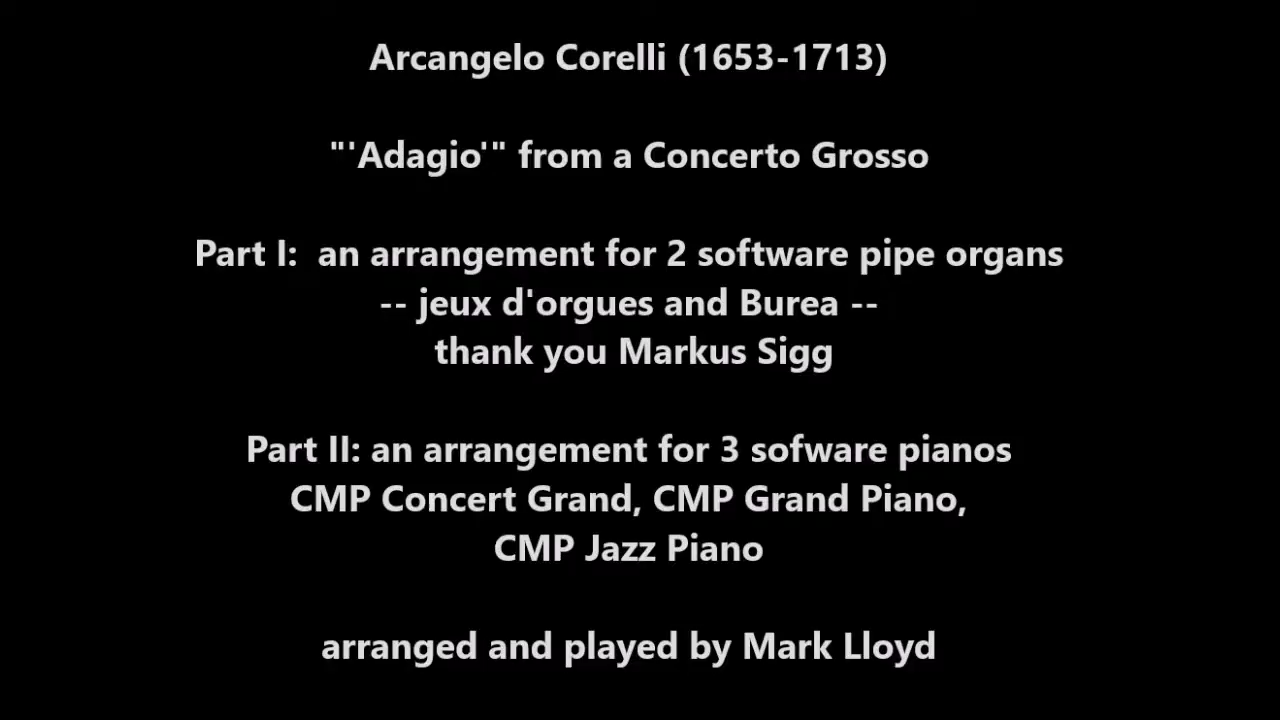 Arcangelo Corelli (1653-1713)
"'Adagio'" from a Concerto Grosso
Part I:  an arrangement for 2 software pipe organs
-- jeux d'orgues and Burea --
thank you Markus Sigg
Part II: an arrangement for 3 sofware pianos
CMP Concert Grand, CMP Grand Piano,
CMP Jazz Piano
arranged and played by Mark Lloyd